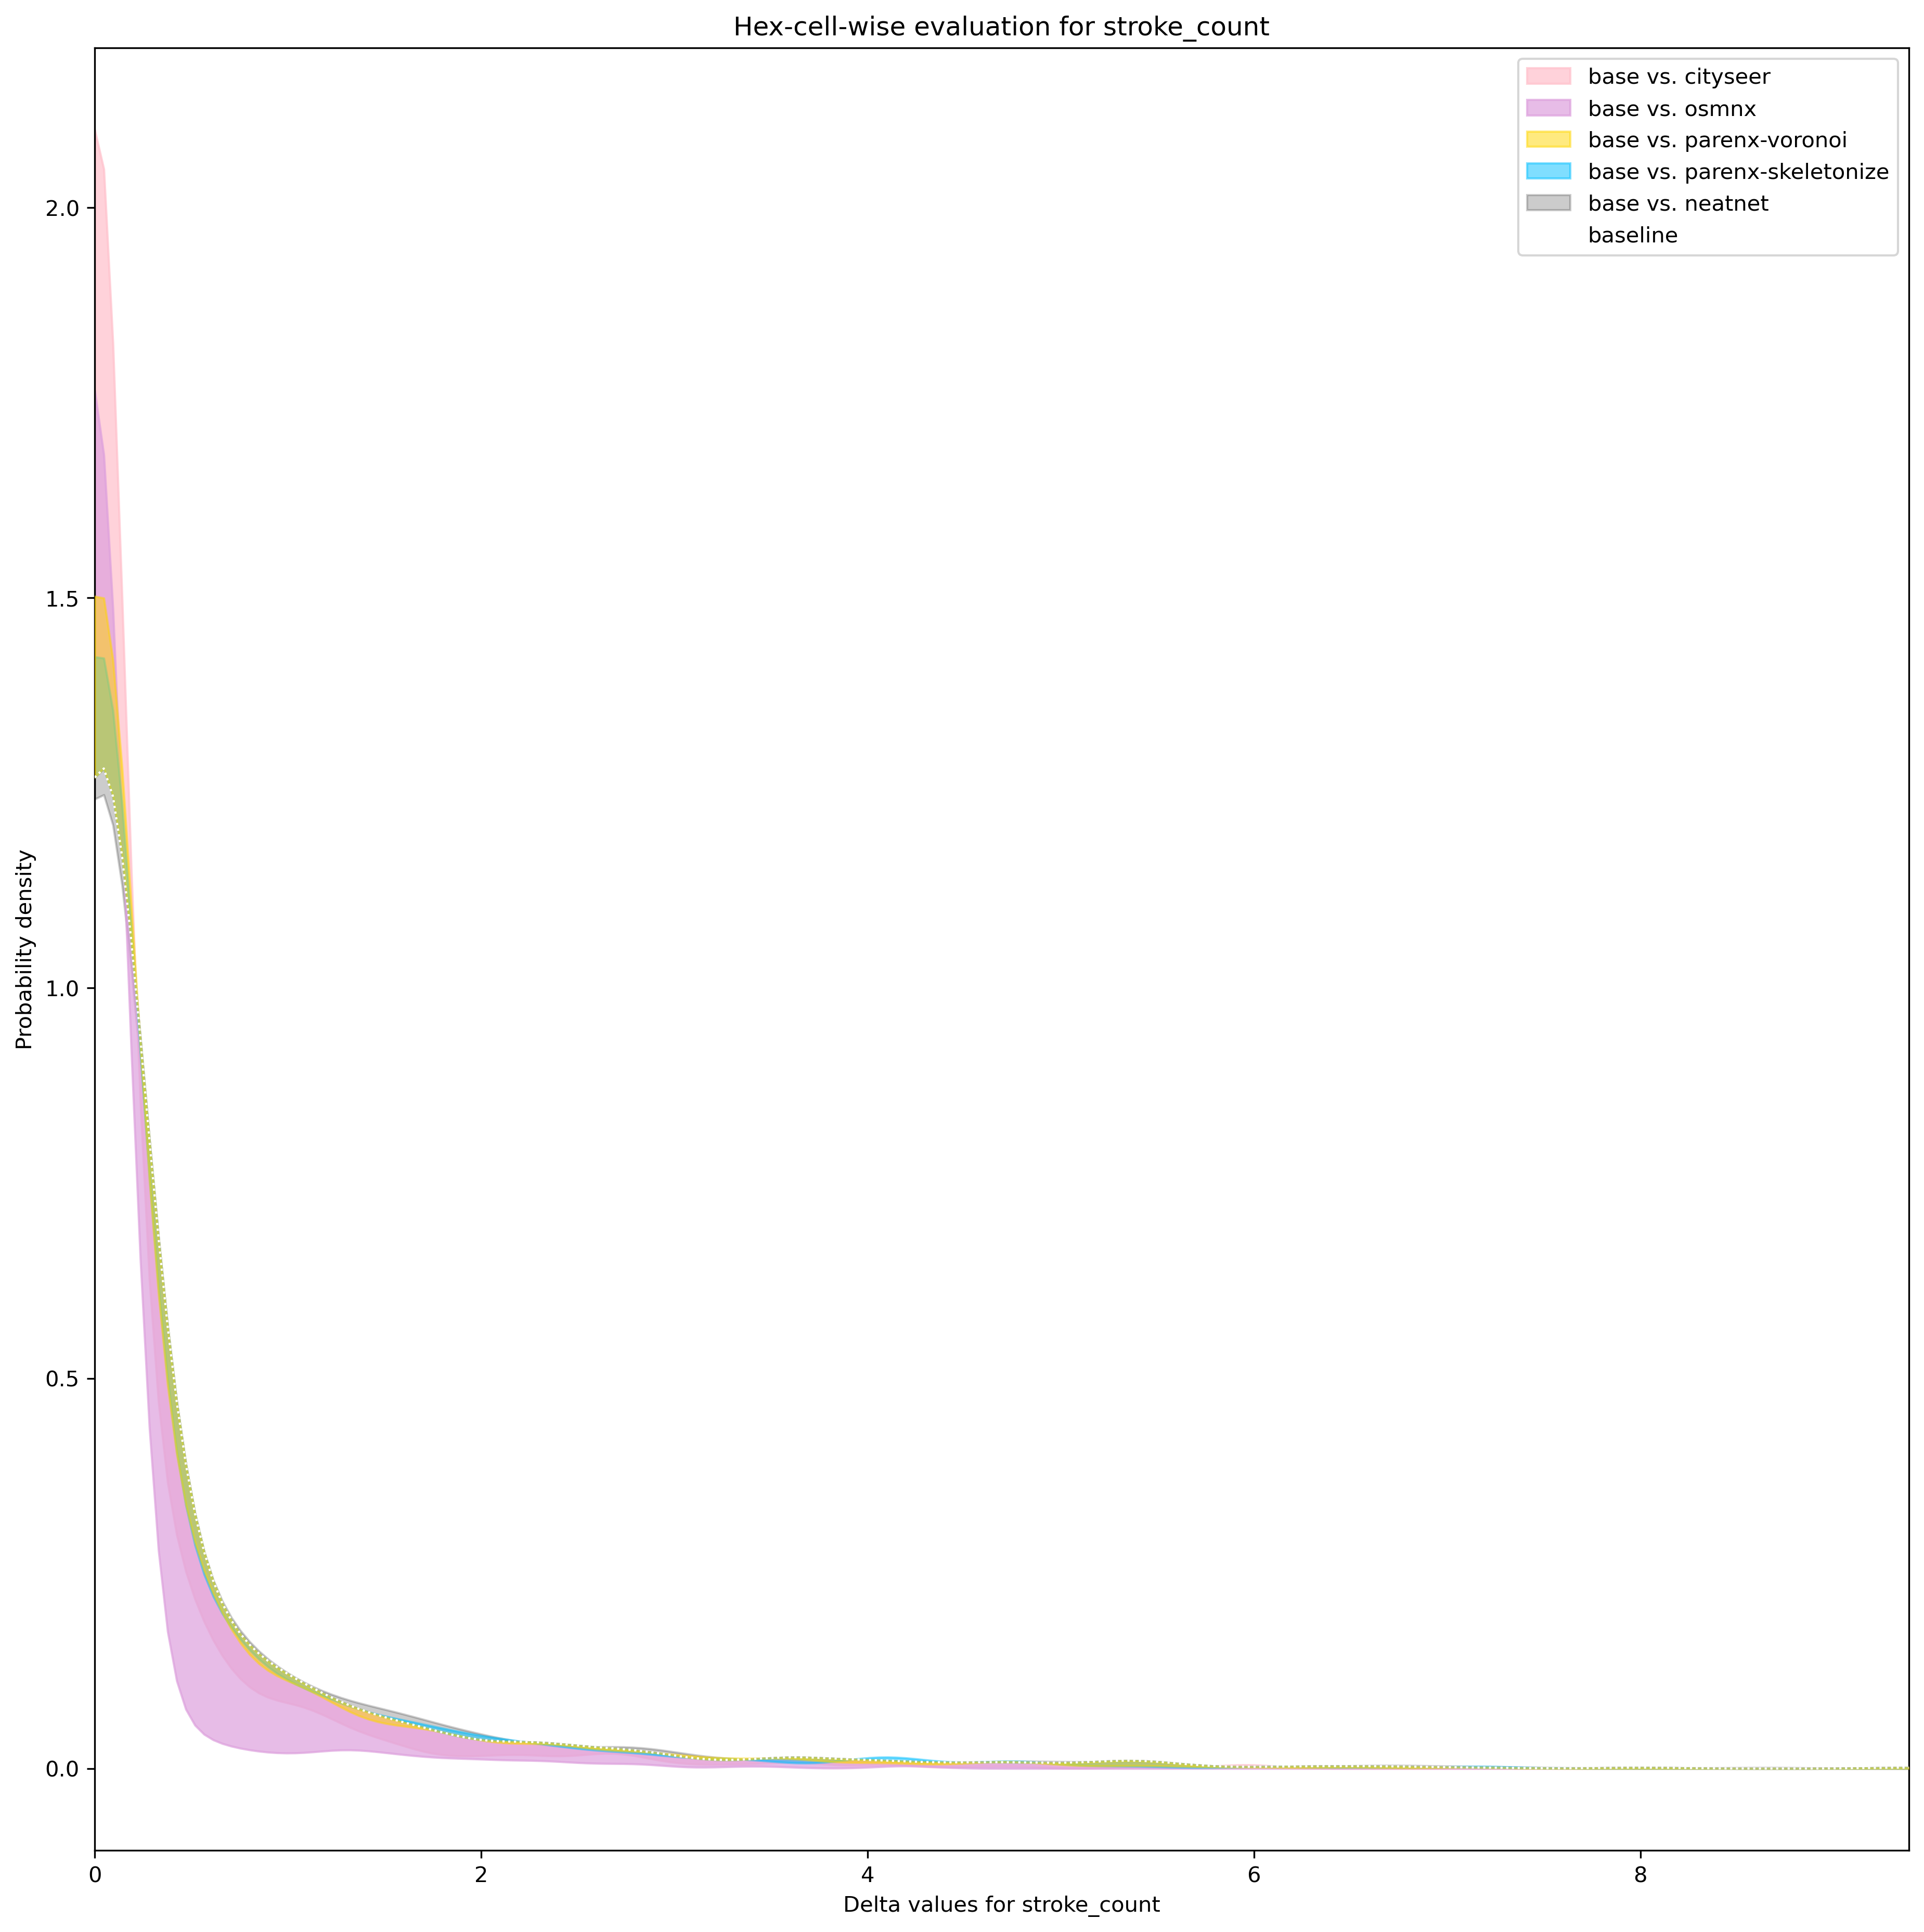 Hex-cell-wise evaluation for stroke_count
base vs. cityseer
base vs. osmnx
base vs. parenx-voronoi
base vs. parenx-skeletonize
base vs. neatnet
baseline
2.0
1.5
1.0
0.5
0.0
Probability density
0 2 4 6 8
Delta values for stroke_count